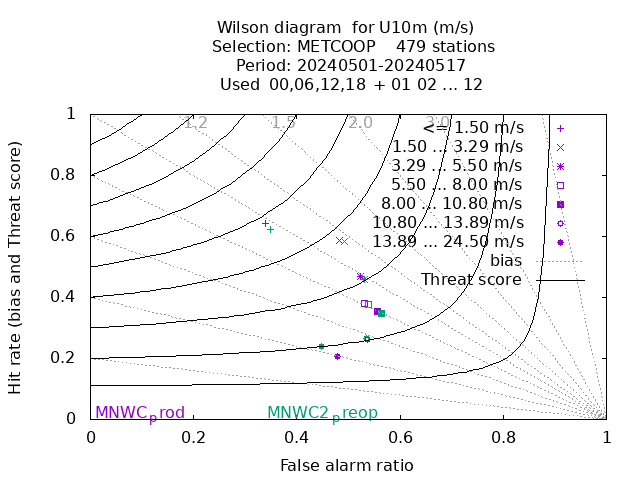 Wilson diagram  for U10m (m/s)
Selection: METCOOP    479 stations
Period: 20240501-20240517
Used  00,06,12,18  + 01 02 ... 12
Hit rate (bias and Threat score)
1
0.8
0.6
0.4
0.2
0
1.2
1.5
2.0
3.0
<= 1.50 m/s
1.50 ... 3.29 m/s
3.29 ... 5.50 m/s
5.50 ... 8.00 m/s
8.00 ... 10.80 m/s
10.80 ... 13.89 m/s
13.89 ... 24.50 m/s
bias
Threat score
MNWC_prod
MNWC2_preop
0
0.2
0.4
0.6
0.8
1
False alarm ratio